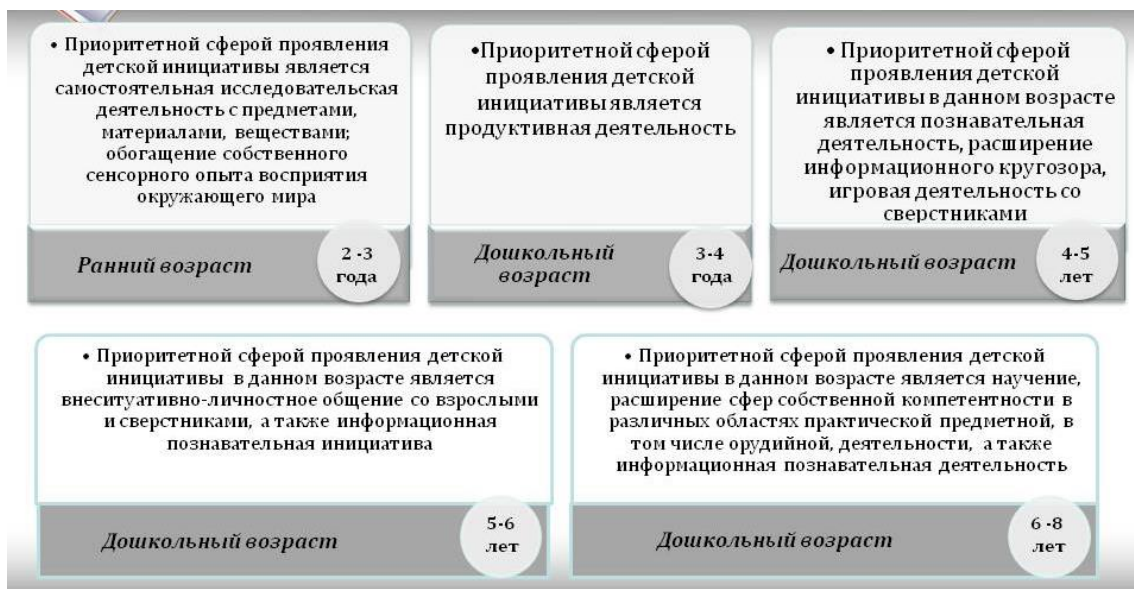 • Приоритетной сферой проявления
детской инициативы является
самостоятельная исследовательская
деятельность с предметами,
материалами, веществами;
обогащение собственного
сенсорного опыта восприятия
окружающего мира
Ранний возраст
2 -3
года
•Приоритетной сферой
проявления детской
инициативы является
продуктивная деятельность
Дошкольный
возраст
3-4
года
• Приоритетной сферой
проявления детской
инициативы в данном возрасте
является познавательная
деятельность, расширение
информационного кругозора,
игровая деятельность со
сверстниками
Дошкольный возраст
4-5
лет
• Приоритетной сферой проявления детской
инициативы в данном возрасте является
внеситуативно-личностное общение со взрослыми
и сверстниками, а также информационная
познавательная инициатива
Дошкольный возраст
5-6
лет
• Приоритетной сферой проявления детской
инициативы в данном возрасте является научение,
расширение сфер собственной компетентности в
различных областях практической предметной, в
том числе орудийной, деятельности, а также
информационная познавательная деятельность
Дошкольный возраст
6 -8
лет